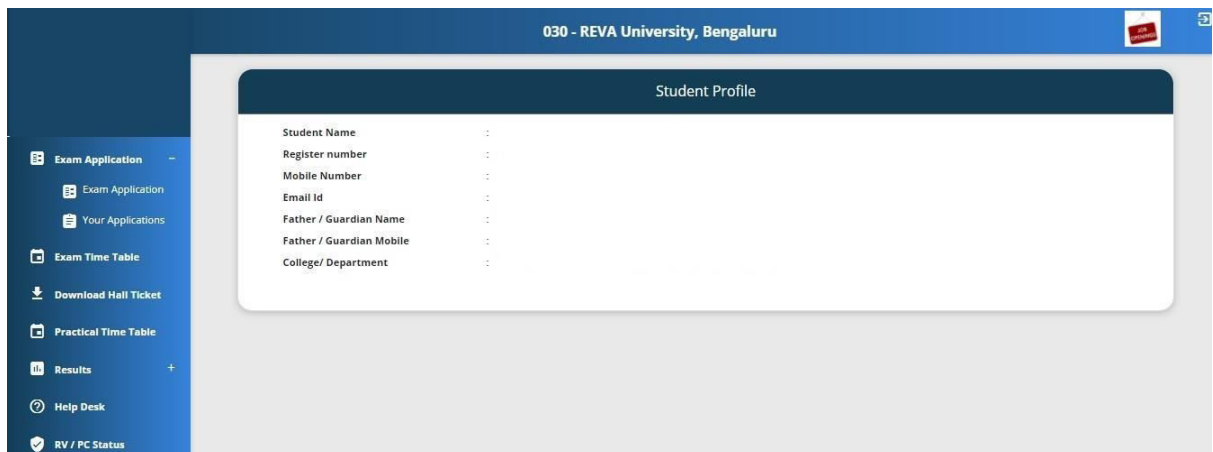 030 - REVA University, Bengaluru
JOB
OPENINGS
Student Profile
Student Name :
Register number :
Mobile Number :
Email Id :
Father / Guardian Name :
Father / Guardian Mobile :
College/ Department :
Exam Application −
Exam Application
Your Applications
Exam Time Table
Download Hall Ticket
Practical Time Table
Results +
Help Desk
RV / PC Status